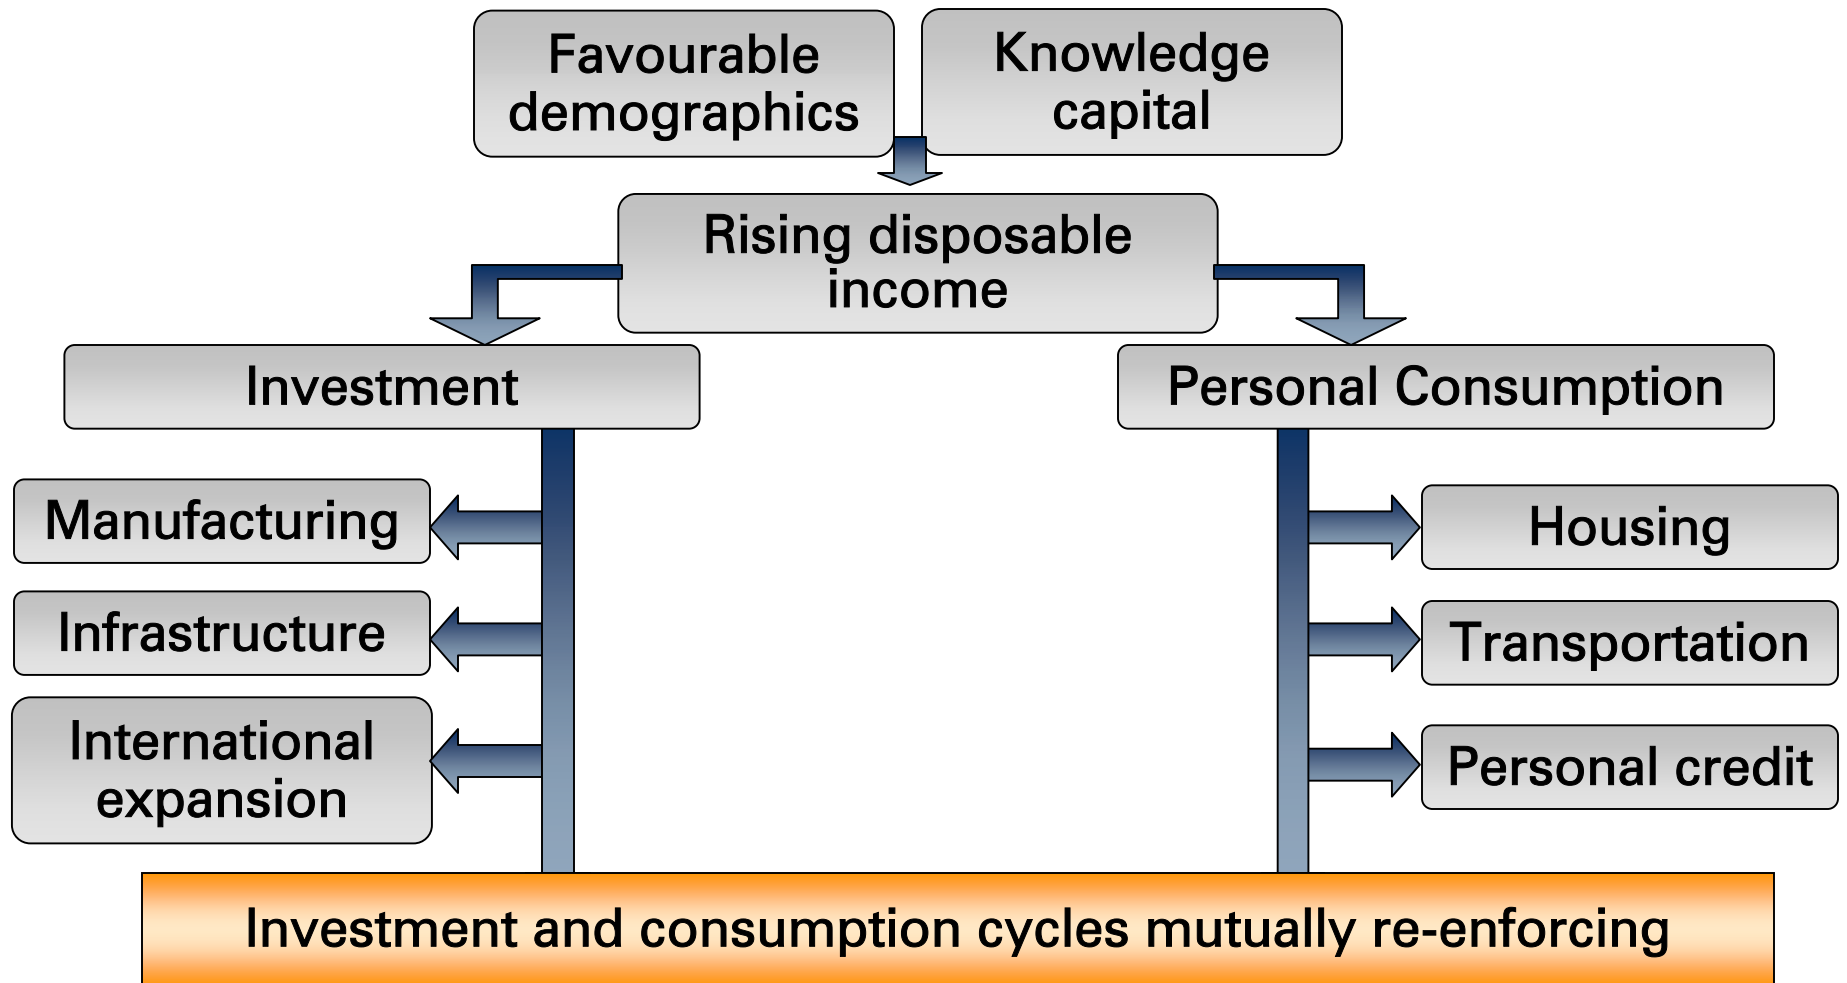 Favourable
demographics
Knowledge
capital
Rising disposable
income
Investment
Personal Consumption
Manufacturing
Infrastructure
International
expansion
Housing
Transportation
Personal credit
Investment and consumption cycles mutually re-enforcing